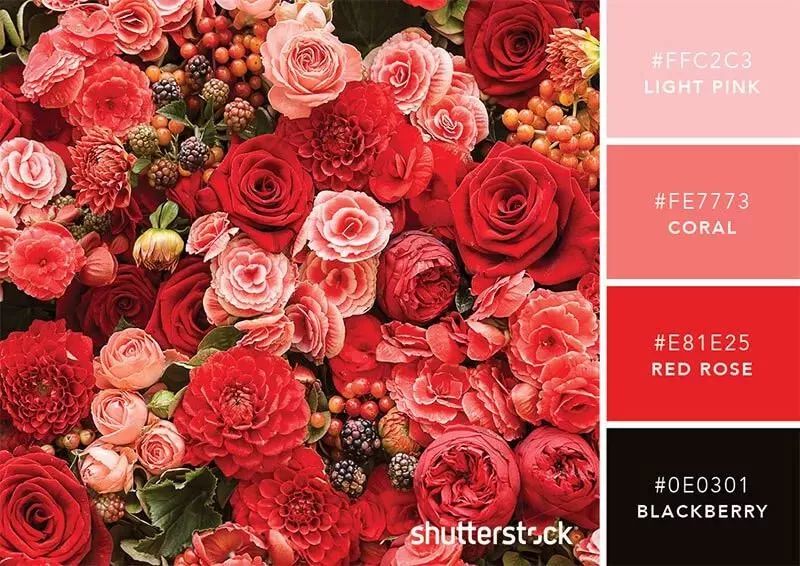 #FFC2C3
LIGHT PINK
#FE7773
CORAL
#E81E25
RED ROSE
#0E0301
BLACKBERRY
shutterstock